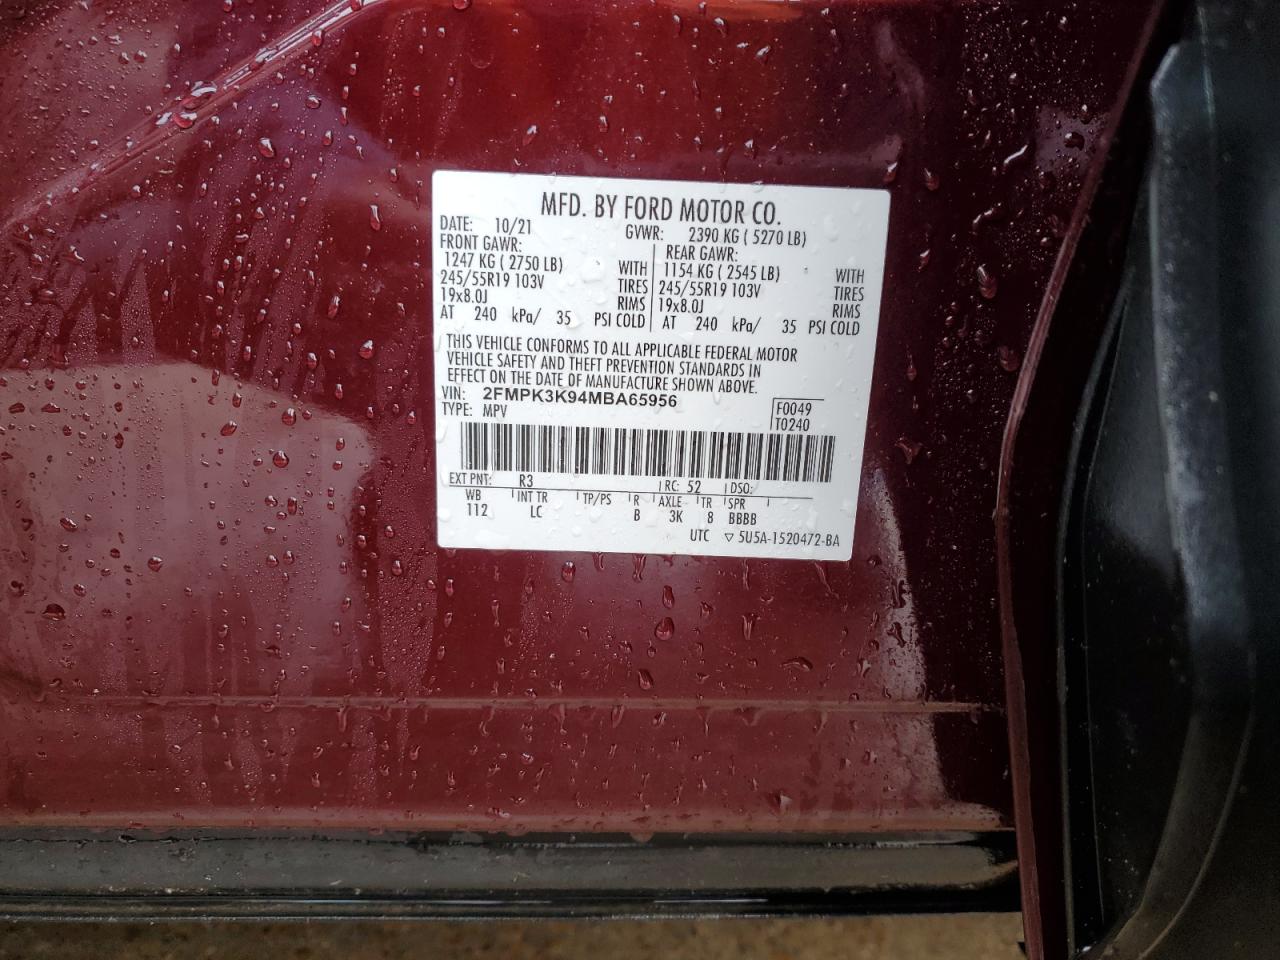 MFD. BY FORD MOTOR CO.
DATE: 10/21 GVWR: 2390 KG ( 5270 LB)
FRONT GAWR: REAR GAWR:
1247 KG ( 2750 LB) WITH 1154 KG ( 2545 LB) WITH
245/55R19 103V TIRES 245/55R19 103V TIRES
19x8.0J RIMS 19x8.0J RIMS
AT 240 kPa/ 35 PSI COLD AT 240 kPa/ 35 PSI COLD
THIS VEHICLE CONFORMS TO ALL APPLICABLE FEDERAL MOTOR
VEHICLE SAFETY AND THEFT PREVENTION STANDARDS IN
EFFECT ON THE DATE OF MANUFACTURE SHOWN ABOVE.
VIN: 2FMPK3K94MBA65956
TYPE: MPV F0049
T0240
EXT PNT: R3 RC: 52 DSO:
WB INT TR TP/PS R AXLE TR SPR
112 LC B 3K 8 BBBB
UTC ▽ 5U5A-1520472-BA